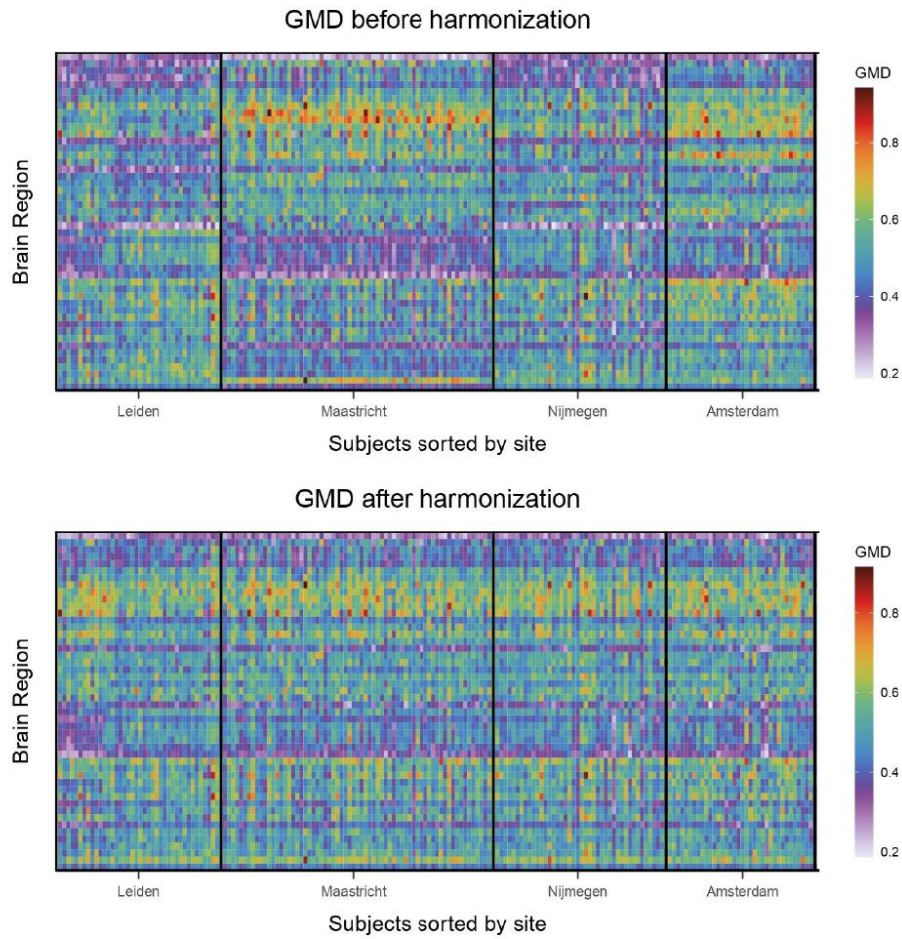 GMD before harmonization
Brain Region
GMD
0.8
0.6
0.4
0.2
Leiden Maastricht Nijmegen Amsterdam
Subjects sorted by site
GMD after harmonization
Brain Region
GMD
0.8
0.6
0.4
0.2
Leiden Maastricht Nijmegen Amsterdam
Subjects sorted by site